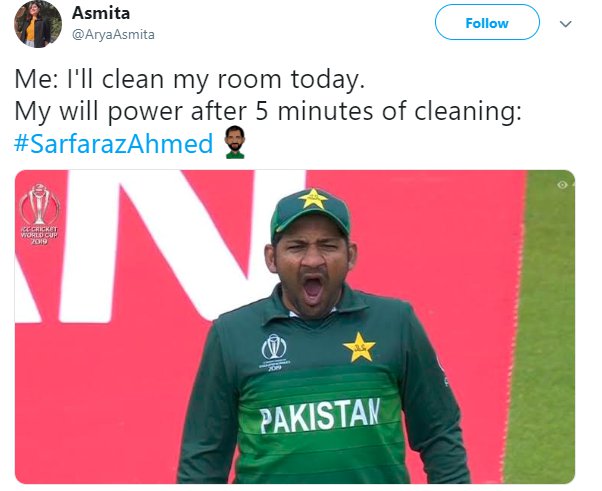 Asmita
@AryaAsmita
Follow
Me: I'll clean my room today.
My will power after 5 minutes of cleaning:
#SarfarazAhmed
ICC CRICKET
WORLD CUP
2019
2019
PAKISTAN